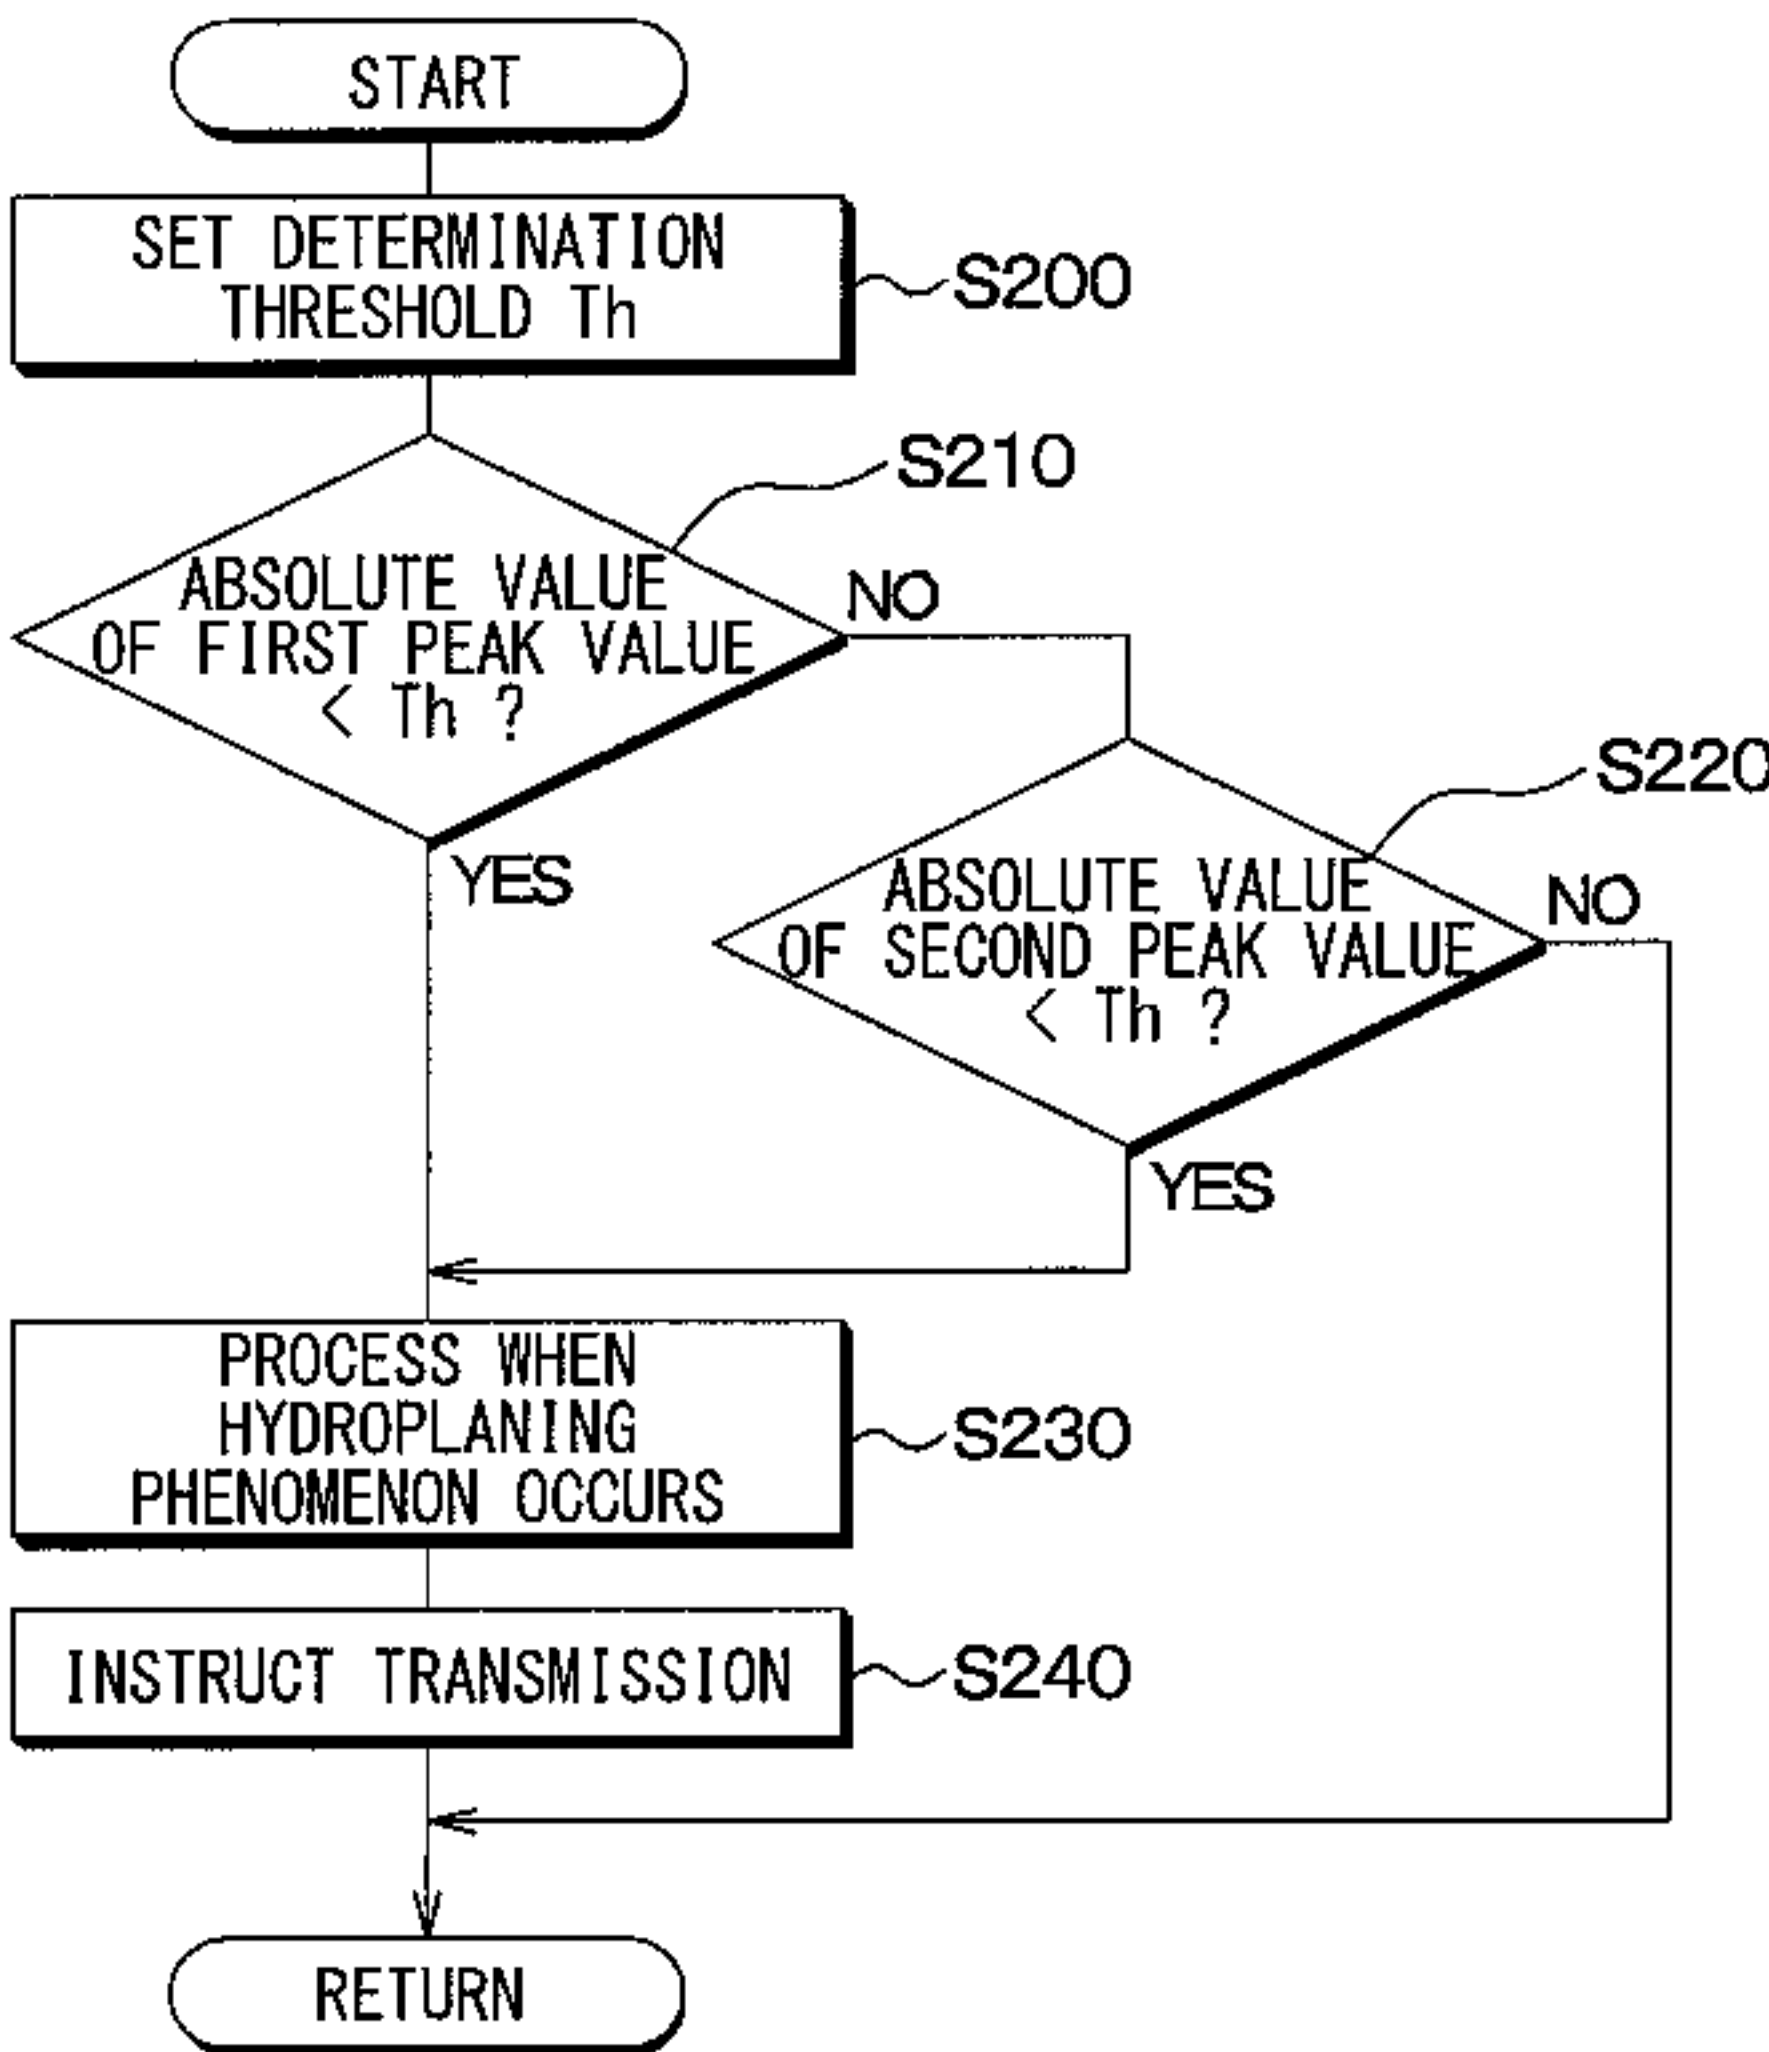 START
SET DETERMINATION
THRESHOLD Th
S200
S210
ABSOLUTE VALUE
OF FIRST PEAK VALUE
< Th ?
NO
YES
S220
ABSOLUTE VALUE
OF SECOND PEAK VALUE
< Th ?
NO
YES
PROCESS WHEN
HYDROPLANING
PHENOMENON OCCURS
S230
INSTRUCT TRANSMISSION
S240
RETURN